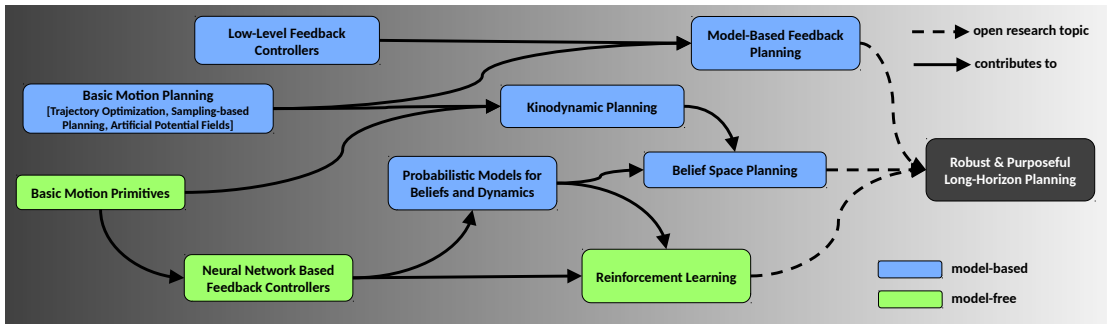 Low-Level Feedback
Controllers
Model-Based Feedback
Planning
open research topic
contributes to
Basic Motion Planning
[Trajectory Optimization, Sampling-based
Planning, Artificial Potential Fields]
Kinodynamic Planning
Probabilistic Models for
Beliefs and Dynamics
Belief Space Planning
Robust & Purposeful
Long-Horizon Planning
Basic Motion Primitives
Neural Network Based
Feedback Controllers
Reinforcement Learning
model-based
model-free